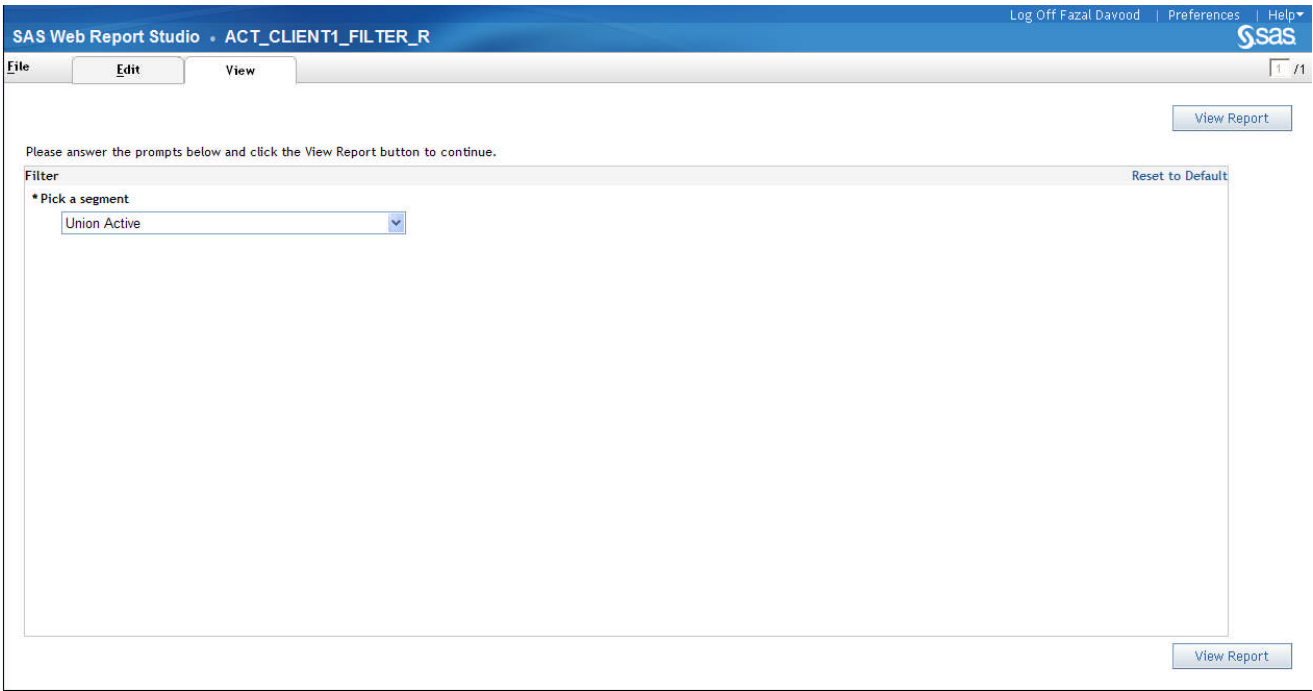 Log Off Fazal Davood | Preferences | Help
SAS Web Report Studio • ACT_CLIENT1_FILTER_R
sas
File Edit View 1 /1
View Report
Please answer the prompts below and click the View Report button to continue.
Filter Reset to Default
* Pick a segment
Union Active
View Report